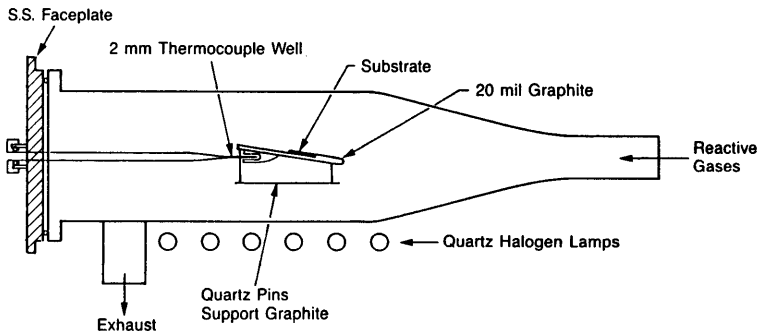 S.S. Faceplate
2 mm Thermocouple Well
Substrate
20 mil Graphite
Reactive
Gases
Quartz Halogen Lamps
Quartz Pins
Support Graphite
Exhaust